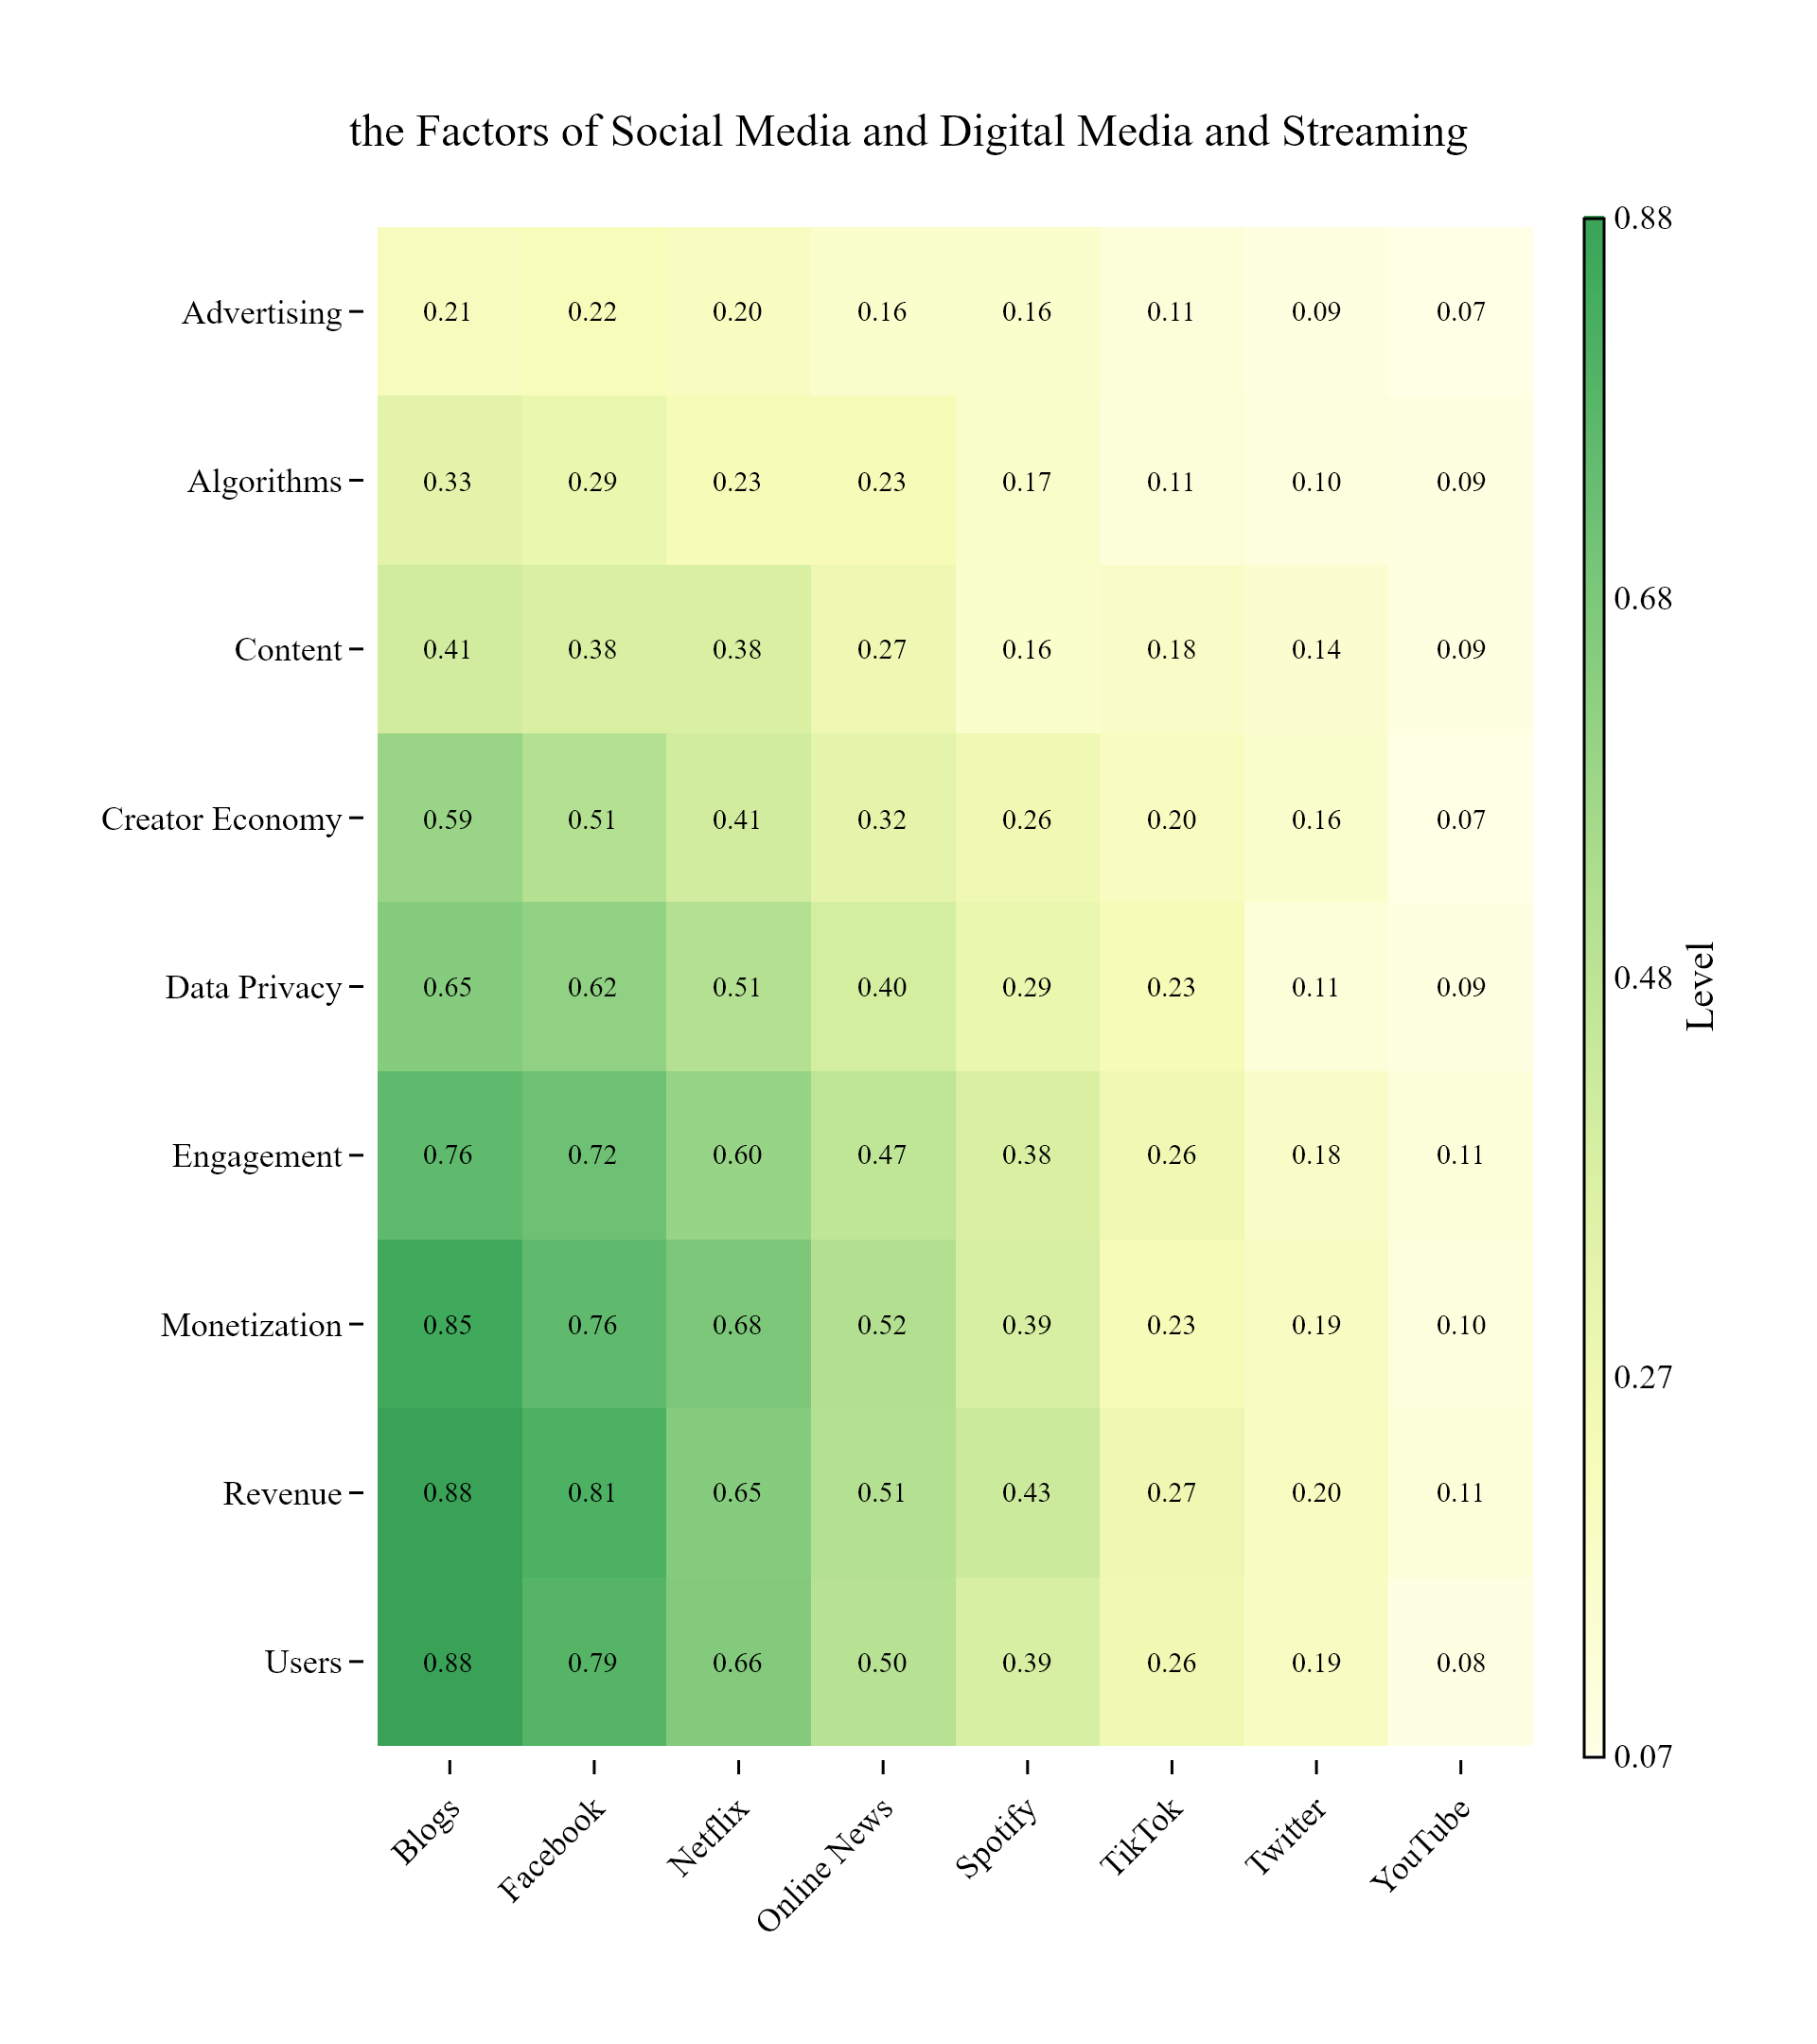 the Factors of Social Media and Digital Media and Streaming
Advertising 0.21 0.22 0.20 0.16 0.16 0.11 0.09 0.07
Algorithms 0.33 0.29 0.23 0.23 0.17 0.11 0.10 0.09
Content 0.41 0.38 0.38 0.27 0.16 0.18 0.14 0.09
Creator Economy 0.59 0.51 0.41 0.32 0.26 0.20 0.16 0.07
Data Privacy 0.65 0.62 0.51 0.40 0.29 0.23 0.11 0.09
Engagement 0.76 0.72 0.60 0.47 0.38 0.26 0.18 0.11
Monetization 0.85 0.76 0.68 0.52 0.39 0.23 0.19 0.10
Revenue 0.88 0.81 0.65 0.51 0.43 0.27 0.20 0.11
Users 0.88 0.79 0.66 0.50 0.39 0.26 0.19 0.08
Blogs Facebook Netflix Online News Spotify TikTok Twitter YouTube
0.88
0.68
0.48
0.27
0.07
Level